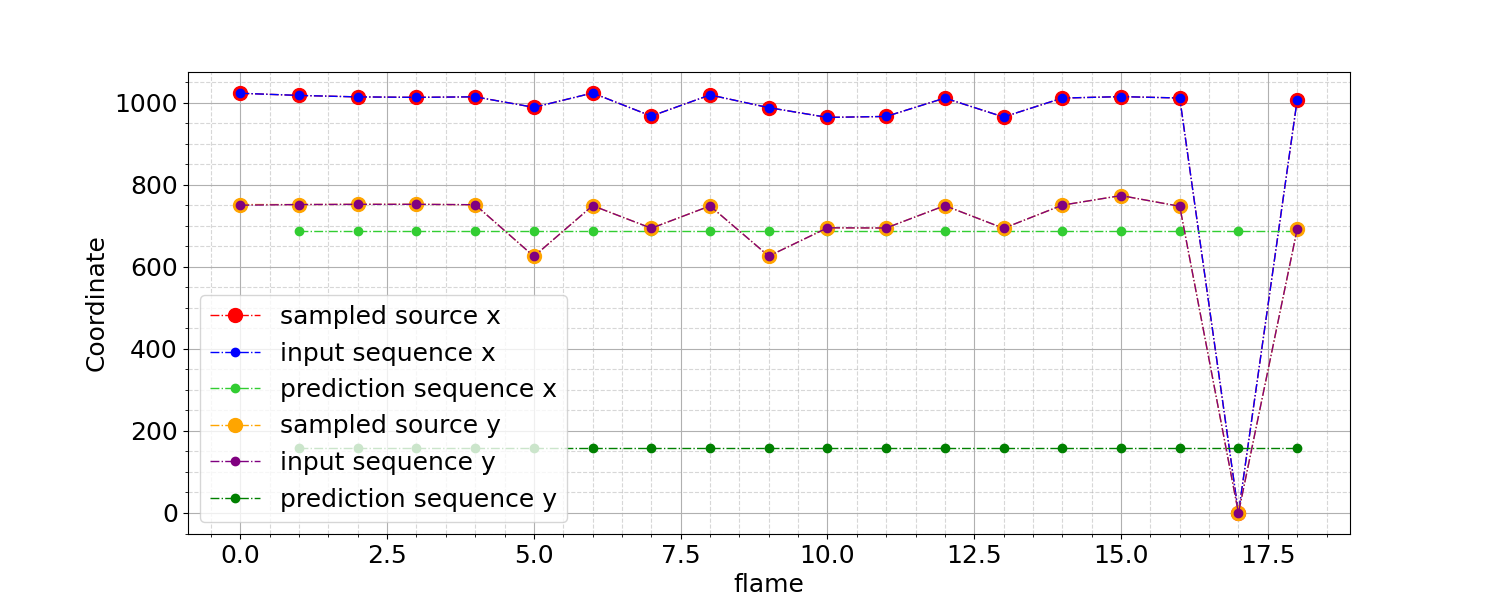 1000
800
600
400
200
0
Coordinate
sampled source x
input sequence x
prediction sequence x
sampled source y
input sequence y
prediction sequence y
0.0 2.5 5.0 7.5 10.0 12.5 15.0 17.5
flame